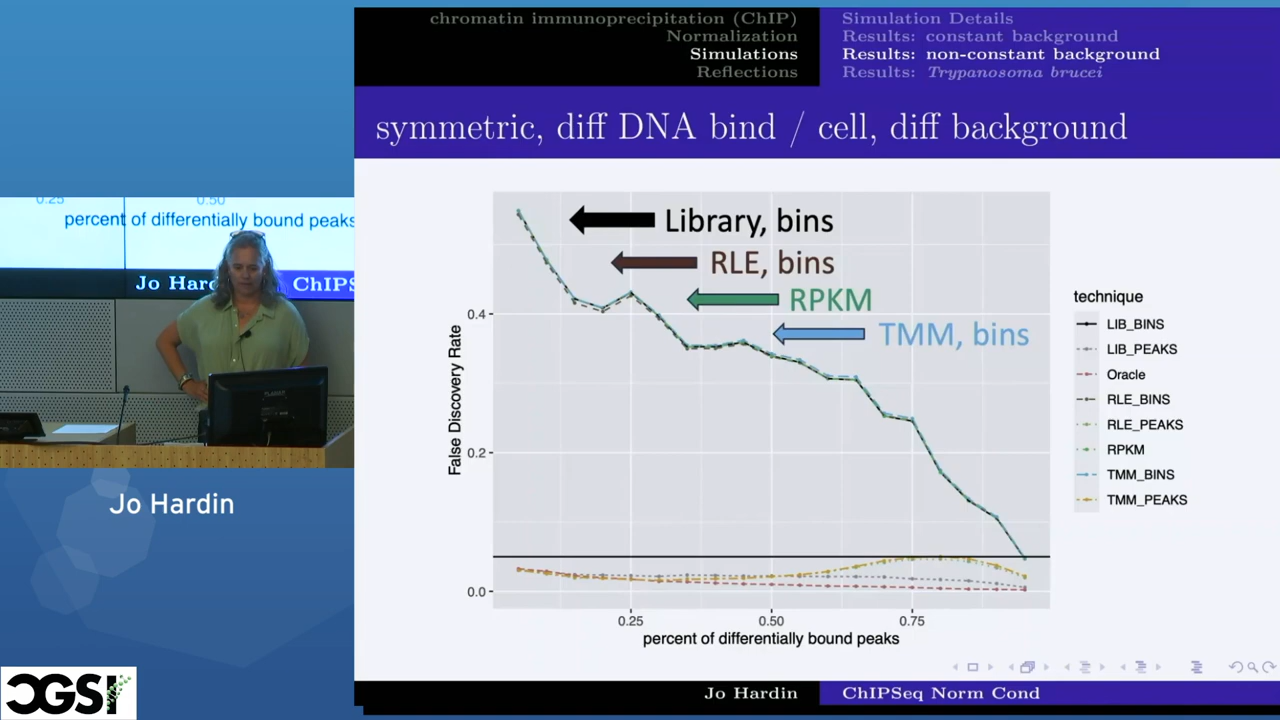 chromatin immunoprecipitation (ChIP)
Normalization
Simulations
Reflections
Simulation Details
Results: constant background
Results: non-constant background
Results: Trypanosoma brucei
symmetric, diff DNA bind / cell, diff background
Library, bins
RLE, bins
RPKM
TMM, bins
False Discovery Rate
0.4
0.2
0.0
0.25
0.50
0.75
percent of differentially bound peaks
technique
LIB_BINS
LIB_PEAKS
Oracle
RLE_BINS
RLE_PEAKS
RPKM
TMM_BINS
TMM_PEAKS
Jo Hardin
ChIPSeq Norm Cond
0.25
0.50
percent of differentially bound peaks
Jo Hard
ChIPS
Jo Hardin
CGSI